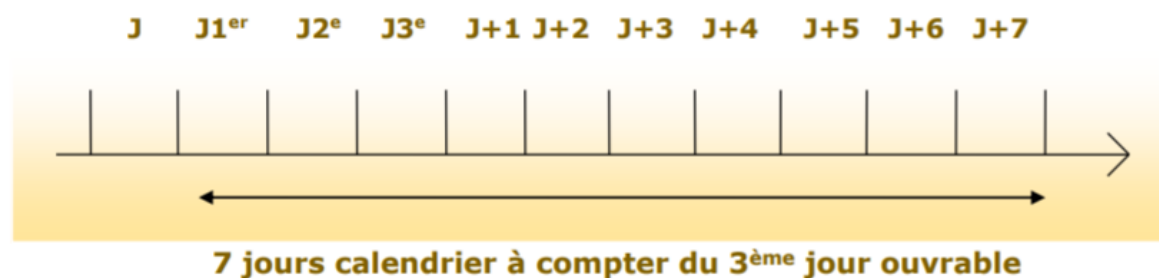 J J1er J2e J3e J+1 J+2 J+3 J+4 J+5 J+6 J+7
7 jours calendrier à compter du 3ème jour ouvrable